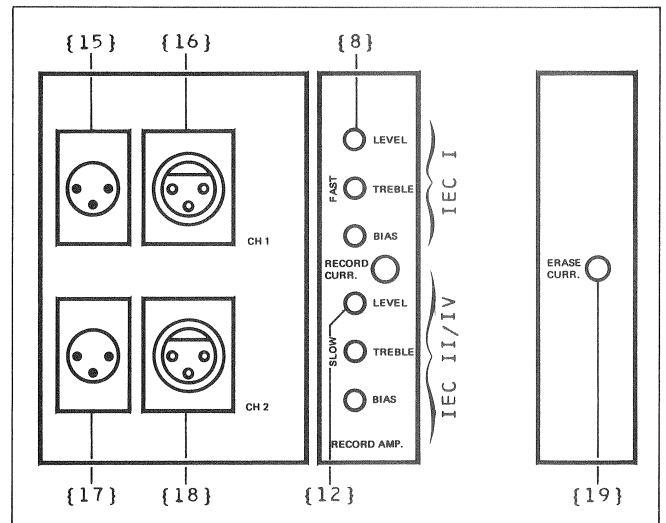 {15} {16} {8}
LEVEL
FAST
TREBLE
IEC I
BIAS
CH 1
RECORD
CURR.
ERASE
CURR.
LEVEL
SLOW
TREBLE
IEC II/IV
BIAS
CH 2
RECORD AMP.
{17} {18} {12} {19}